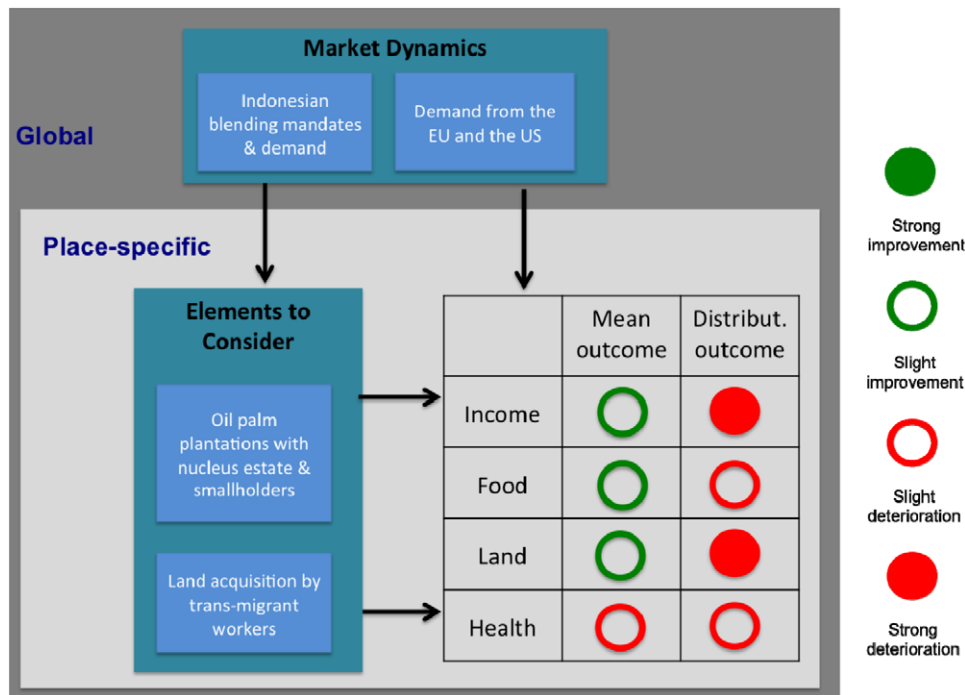 Market Dynamics
Indonesian
blending mandates
& demand
Demand from the
EU and the US
Global
Place-specific
Elements to
Consider
Oil palm
plantations with
nucleus estate &
smallholders
Land acquisition by
trans-migrant
workers
Mean
outcome
Distribut.
outcome
Income
Food
Land
Health
Strong
improvement
Slight
improvement
Slight
deterioration
Strong
deterioration